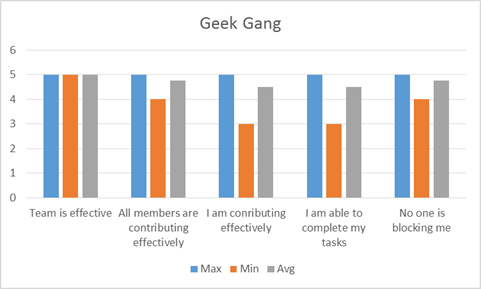 Geek Gang
6
5
4
3
2
1
0
Team is effective
All members are
contributing
effectively
I am conributing
effectively
I am able to
complete my
tasks
No one is
blocking me
Max Min Avg